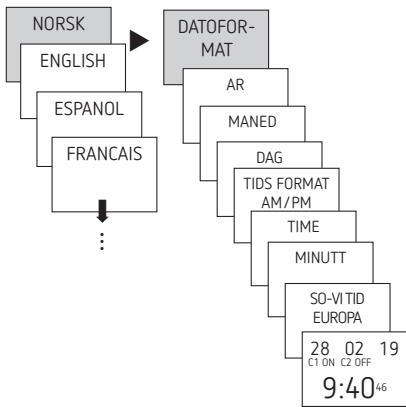 NORSK
ENGLISH
ESPANOL
FRANCAIS
DATOFOR-
MAT
AR
MANED
DAG
TIDS FORMAT
AM/PM
TIME
MINUTT
SO-VI TID
EUROPA
28 02 19
C1 ON C2 OFF
9:40 46